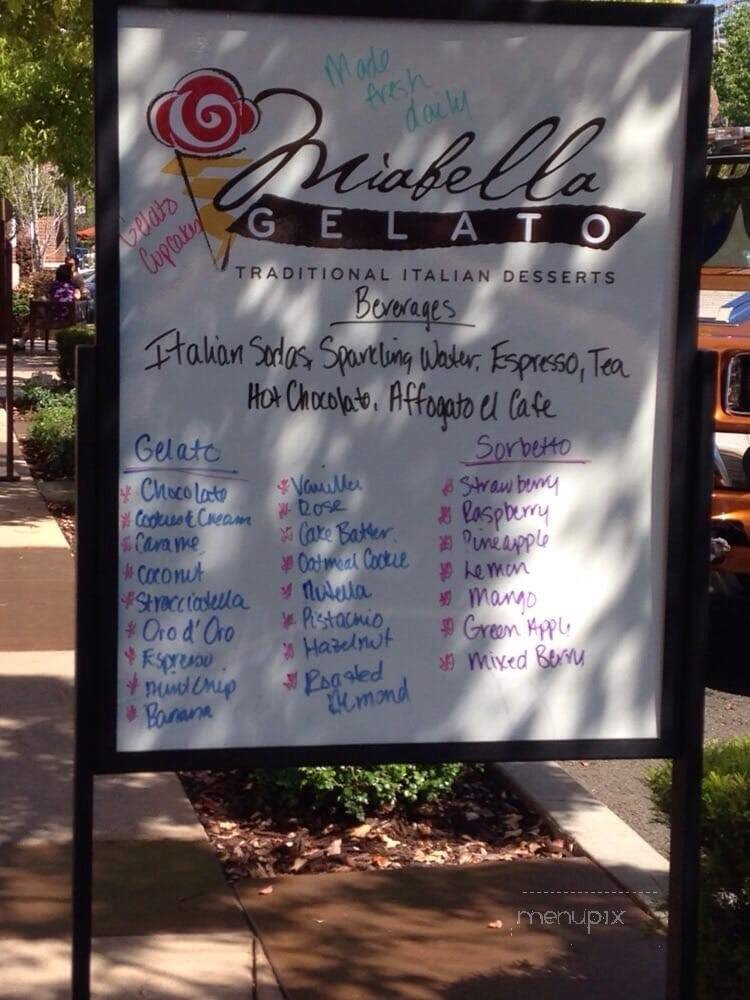 Made
fresh
daily
Miabella
GELATO
Gelato
Cupcakes
TRADITIONAL ITALIAN DESSERTS
Beverages
Italian Sodas, Sparkling Water, Espresso, Tea
Hot Chocolate, Affogato el Cafe
Gelato
Chocolate
Cookies & Cream
Carame
Coconut
Stracciatella
Oro d'Oro
Espresso
Mint Chip
Banana
Vanilla
Rose
Cake Batter
Oatmeal Cookie
Nutella
Pistachio
Hazelnut
Roasted
Almond
Sorbetto
Strawberry
Raspberry
Pineapple
Lemon
Mango
Green Apple
Mixed Berry
menupix